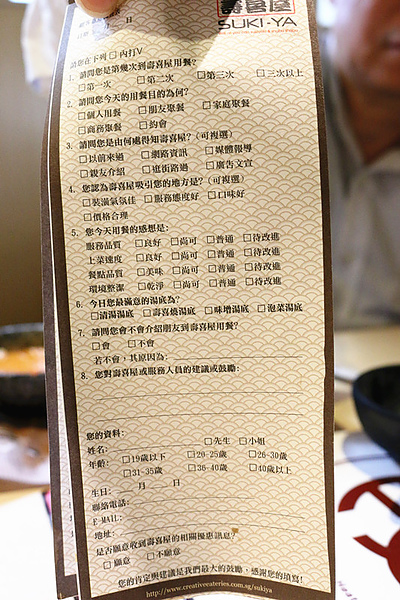 壽喜屋
SUKI-YA
日
請您在下列□內打V
1. 請問您是第幾次到壽喜屋用餐?
□第一次 □第二次 □第三次 □三次以上
2. 請問您今天的用餐目的為何?
□個人用餐 □朋友聚餐 □家庭聚餐
□商務聚餐 □約會
3. 請問您是由何處得知壽喜屋?(可複選)
□以前來過 □網路資訊 □媒體報導
□親友介紹 □逛街路過 □廣告文宣
4. 您認為壽喜屋吸引您的地方是?(可複選)
□裝潢氣氛佳 □服務態度好 □口味好
□價格合理
5. 您今天用餐的感想是:
服務品質 □良好 □尚可 □普通 □待改進
上菜速度 □良好 □尚可 □普通 □待改進
餐點品質 □美味 □尚可 □普通 □待改進
環境整潔 □乾淨 □尚可 □普通 □待改進
6. 今日您最滿意的湯底為?
□清湯湯底 □壽喜燒湯底 □味增湯底 □泡菜湯底
7. 請問您會不會介紹朋友到壽喜屋用餐?
□會 □不會
若不會,其原因為:
8. 您對壽喜屋或服務人員的建議或鼓勵:
您的資料:
姓名: □先生 □小姐
年齡: □19歲以下 □20-25歲 □26-30歲
□31-35歲 □36-40歲 □40歲以上
生日: 月 日
聯絡電話:
E-MAIL:
地址:
是否願意收到壽喜屋的相關優惠訊息?
□願意 □不願意
您的肯定與建議是我們最大的鼓勵,感謝您的填寫!
http://www.creativeeateries.com.sg/sukiya